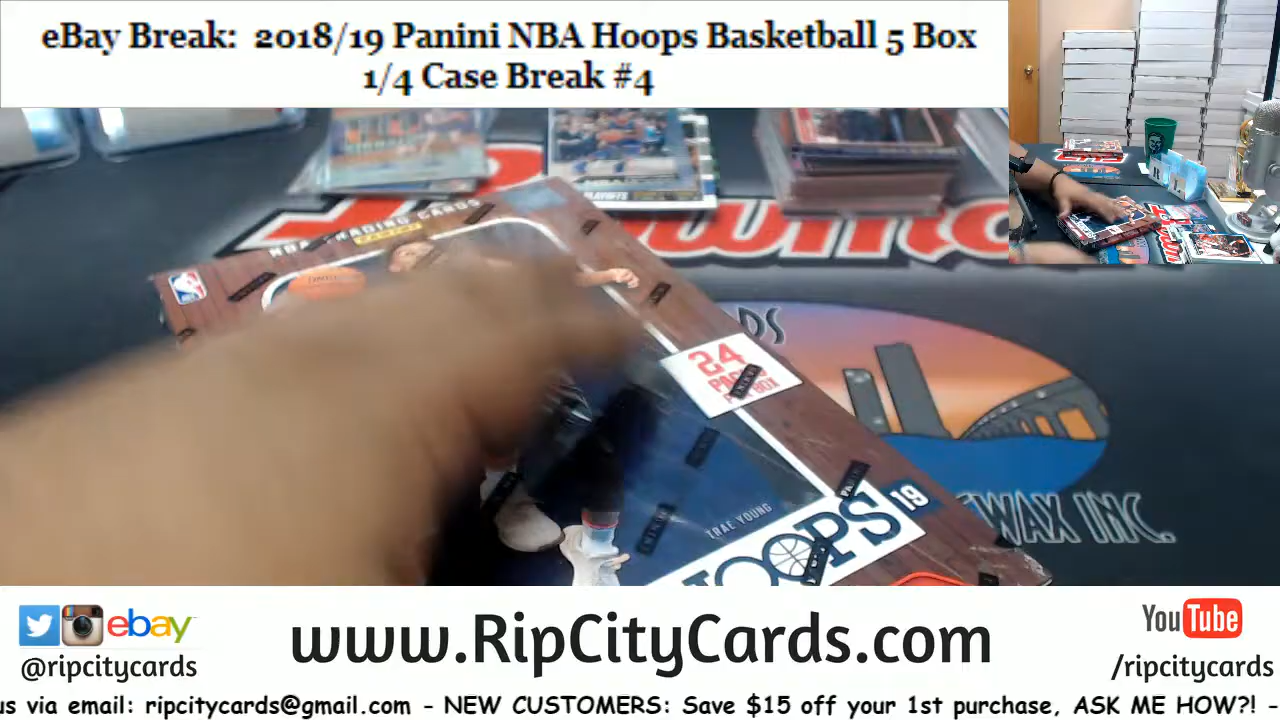 eBay Break:  2018/19 Panini NBA Hoops Basketball 5 Box
1/4 Case Break #4
NBA TRADING CARDS
PANINI
24
PACKS
PER BOX
TRAE YOUNG
HOOPS 19
WAX INC.
ebay
@ripcitycards
www.RipCityCards.com
YouTube
/ripcitycards
us via email: ripcitycards@gmail.com - NEW CUSTOMERS: Save $15 off your 1st purchase, ASK ME HOW?! -